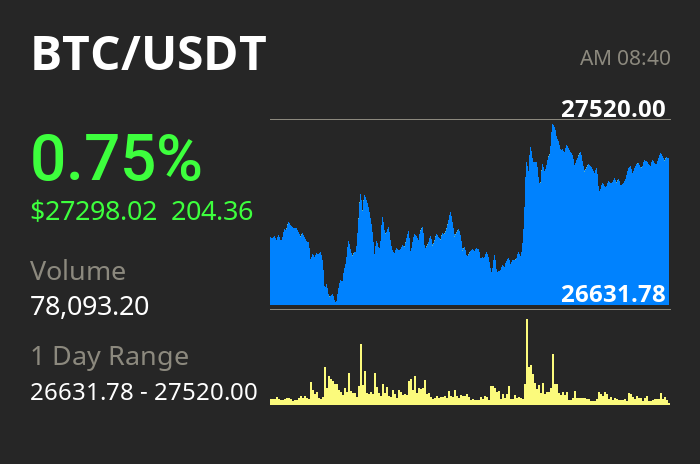 BTC/USDT
AM 08:40
27520.00
0.75%
$27298.02 204.36
Volume
78,093.20
26631.78
1 Day Range
26631.78 - 27520.00